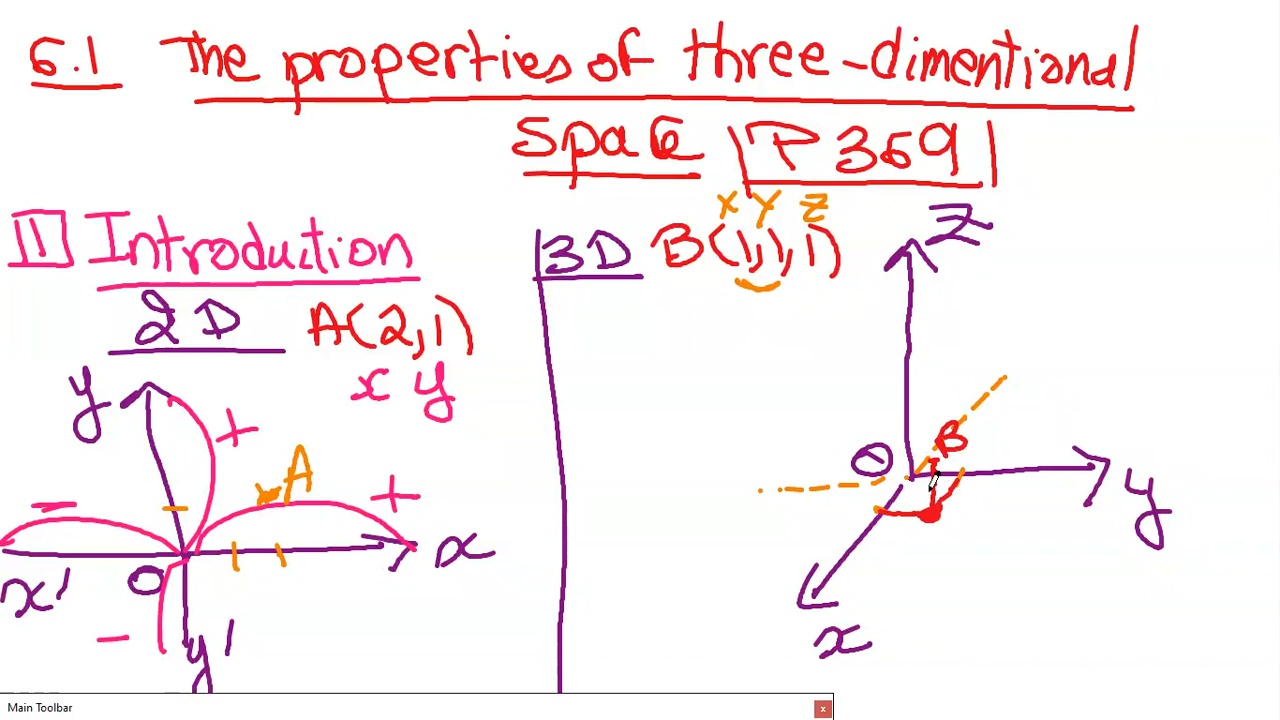 6.1 The properties of three-dimentional
Space P 369
1 Introdution
2D A(2,1)
x y
y
+
A
+
-
x
x'
O
-
y'
3D B(1,1,1)
X Y Z
Z
B
O
y
x
Main Toolbar
x